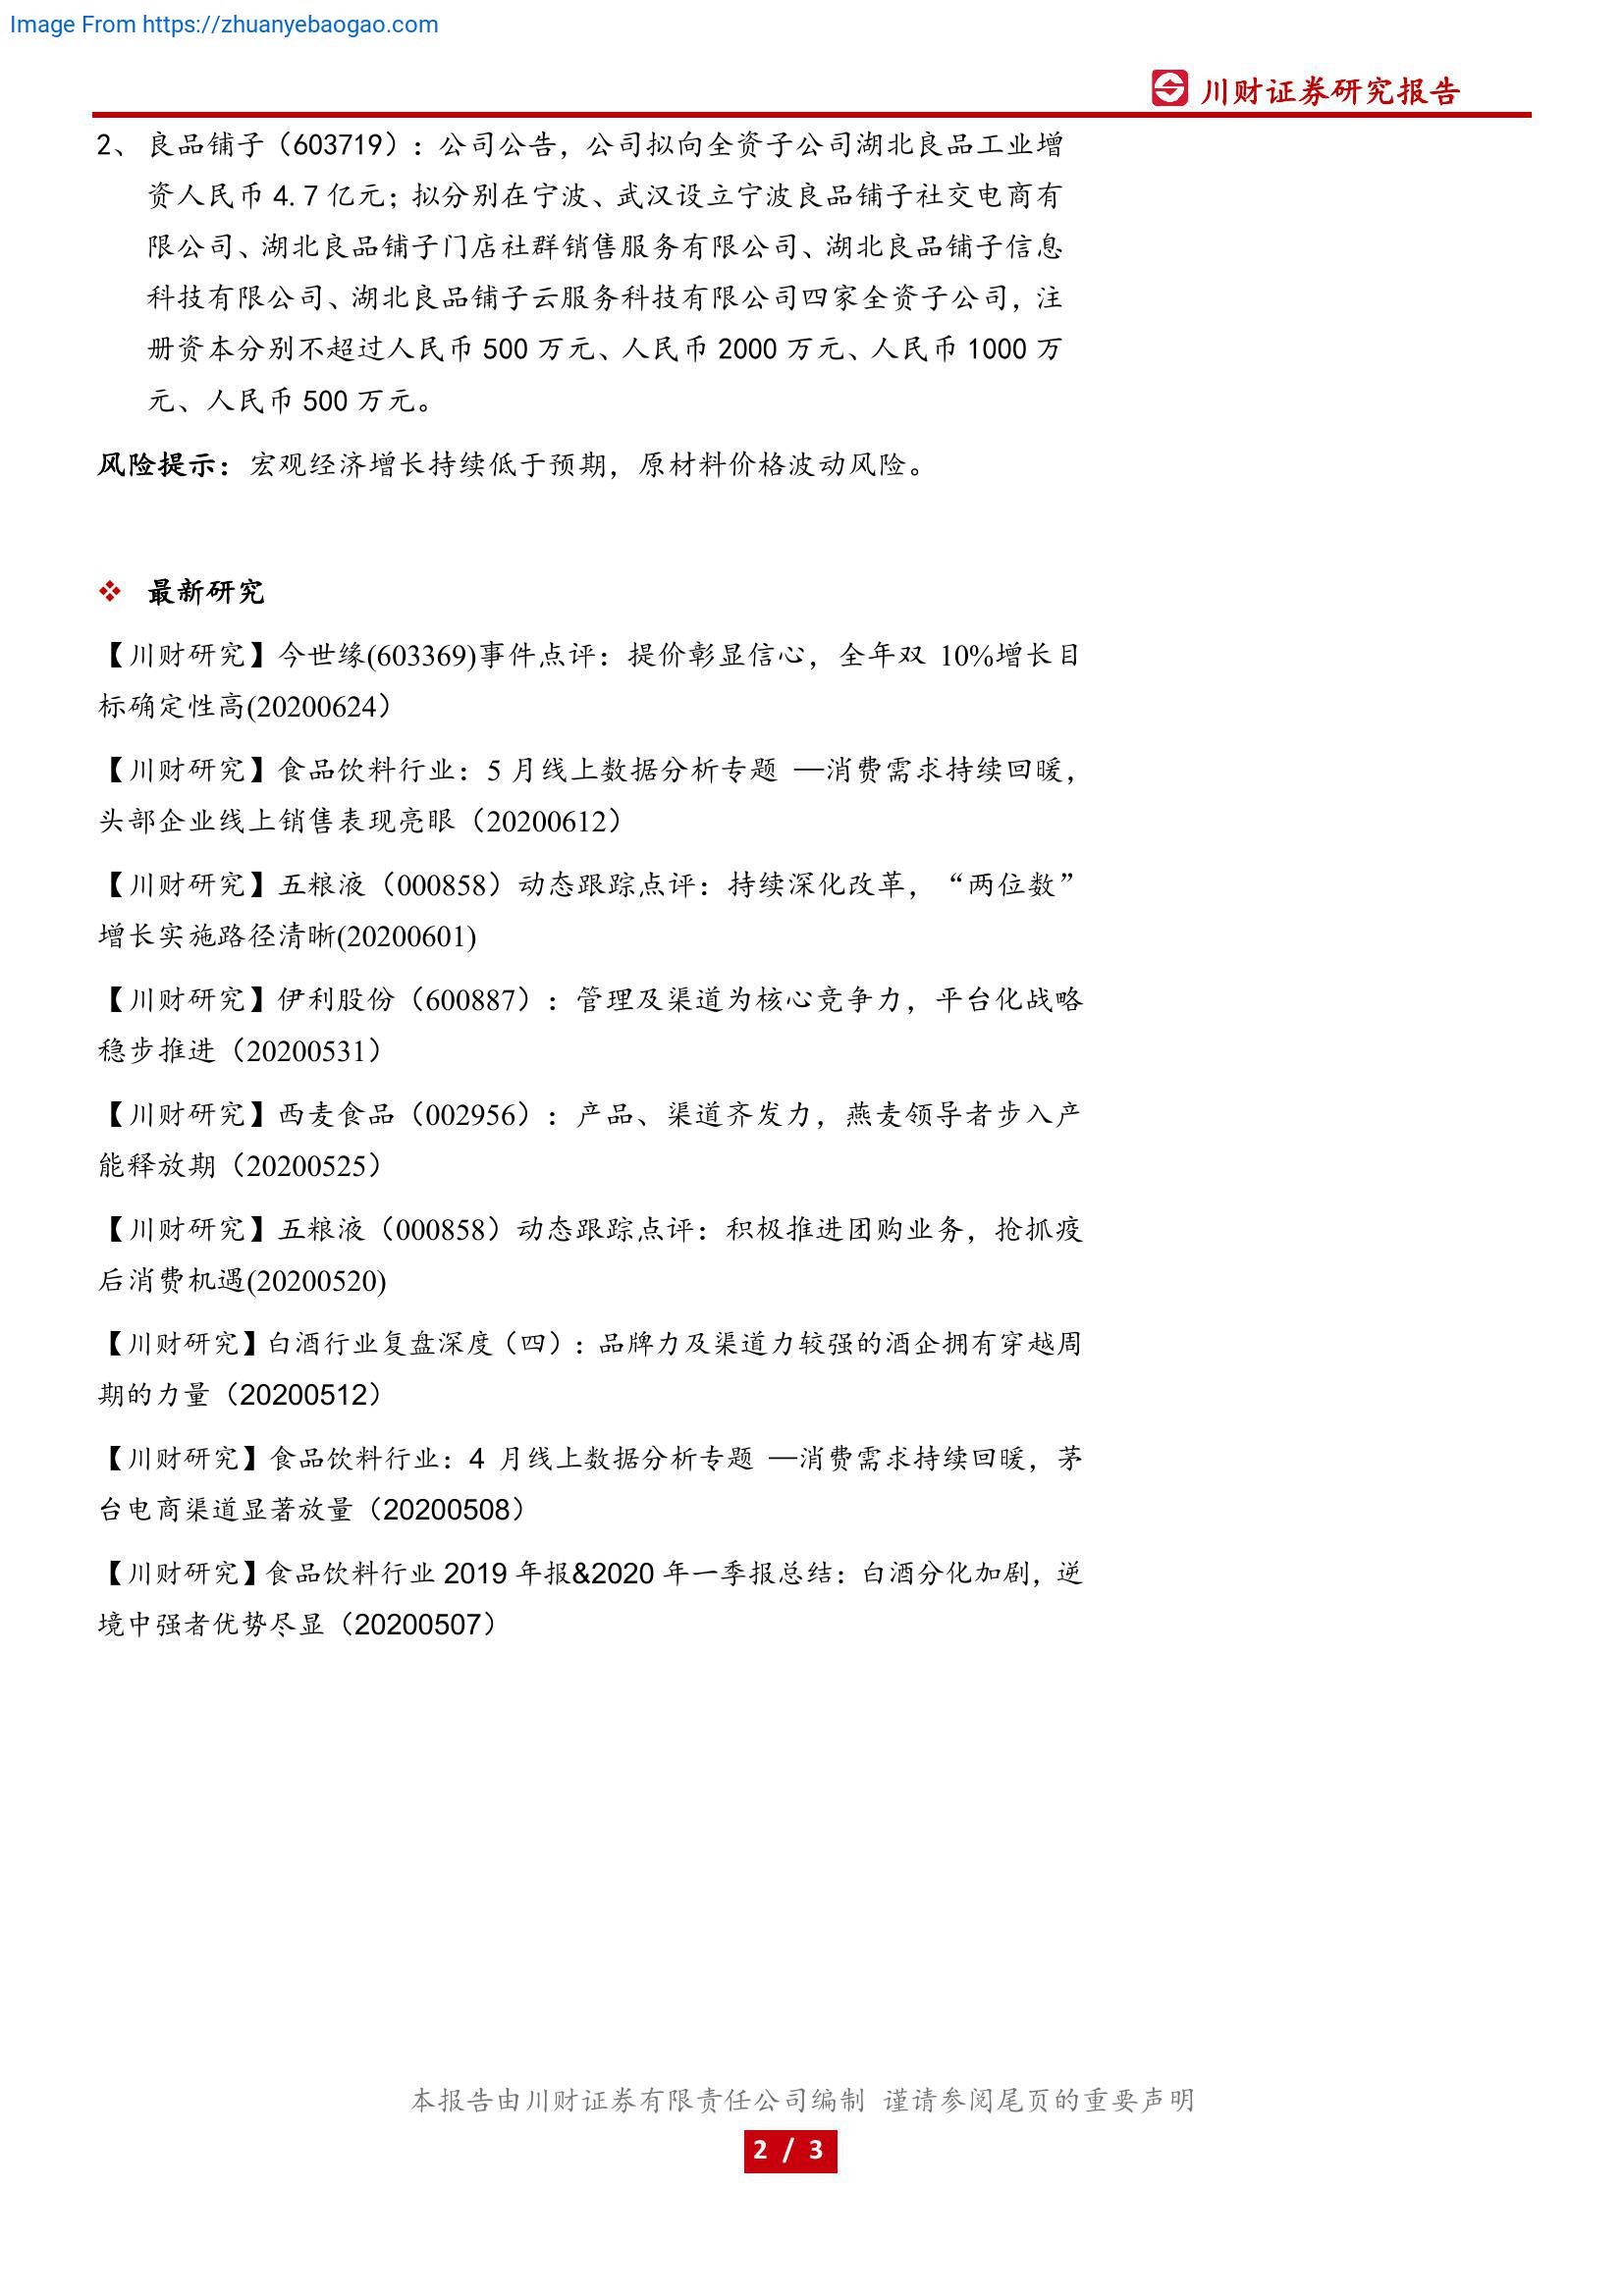 Image From https://zhuanyebaogao.com
川财证券研究报告
2、 良品铺子（603719）：公司公告，公司拟向全资子公司湖北良品工业增
资人民币 4.7 亿元；拟分别在宁波、武汉设立宁波良品铺子社交电商有
限公司、湖北良品铺子门店社群销售服务有限公司、湖北良品铺子信息
科技有限公司、湖北良品铺子云服务科技有限公司四家全资子公司，注
册资本分别不超过人民币 500 万元、人民币 2000 万元、人民币 1000 万
元、人民币 500 万元。
风险提示：宏观经济增长持续低于预期，原材料价格波动风险。
❖ 最新研究
【川财研究】今世缘(603369)事件点评：提价彰显信心，全年双 10%增长目
标确定性高(20200624）
【川财研究】食品饮料行业：5 月线上数据分析专题 —消费需求持续回暖，
头部企业线上销售表现亮眼（20200612）
【川财研究】五粮液（000858）动态跟踪点评：持续深化改革，“两位数”
增长实施路径清晰(20200601)
【川财研究】伊利股份（600887）：管理及渠道为核心竞争力，平台化战略
稳步推进（20200531）
【川财研究】西麦食品（002956）：产品、渠道齐发力，燕麦领导者步入产
能释放期（20200525）
【川财研究】五粮液（000858）动态跟踪点评：积极推进团购业务，抢抓疫
后消费机遇(20200520)
【川财研究】白酒行业复盘深度（四）：品牌力及渠道力较强的酒企拥有穿越周
期的力量（20200512）
【川财研究】食品饮料行业：4 月线上数据分析专题 —消费需求持续回暖，茅
台电商渠道显著放量（20200508）
【川财研究】食品饮料行业 2019 年报&2020 年一季报总结：白酒分化加剧，逆
境中强者优势尽显（20200507）
本报告由川财证券有限责任公司编制 谨请参阅尾页的重要声明
2 / 3